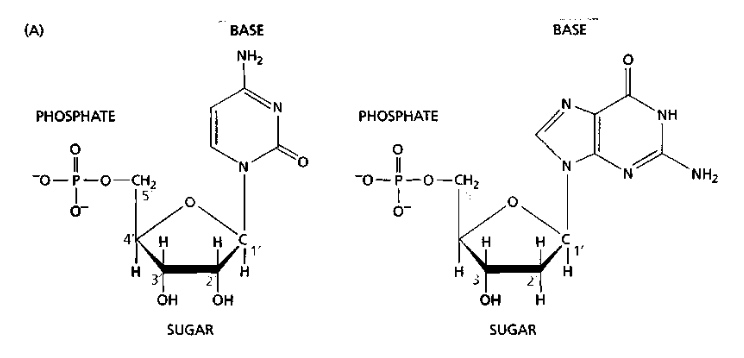 (A)
BASE
BASE
NH₂
O
PHOSPHATE
N
PHOSPHATE
N
NH
O
N
O
O
N
N
NH₂
⁻O—P—O—CH₂
5′
⁻O—P—O—CH₂
O⁻
O
O⁻
O
4′
H
H
C
1′
H
H
C
1′
H
3′
2′
H
H
3
2′
H
OH
OH
OH
H
SUGAR
SUGAR